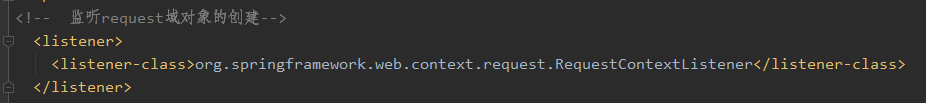 <!--  监听request域对象的创建-->
<listener>
<listener-class>org.springframework.web.context.request.RequestContextListener</listener-class>
</listener>